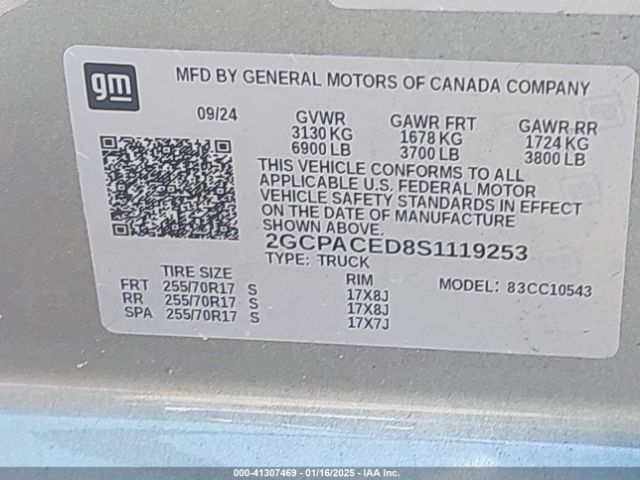 gm
MFD BY GENERAL MOTORS OF CANADA COMPANY
09/24
GVWR GAWR FRT GAWR RR
3130 KG 1678 KG 1724 KG
6900 LB 3700 LB 3800 LB
THIS VEHICLE CONFORMS TO ALL
APPLICABLE U.S. FEDERAL MOTOR
VEHICLE SAFETY STANDARDS IN EFFECT
ON THE DATE OF MANUFACTURE
SHOWN ABOVE.
2GCPACED8S1119253
TYPE: TRUCK
TIRE SIZE RIM MODEL: 83CC10543
FRT 255/70R17 S 17X8J
RR 255/70R17 S 17X8J
SPA 255/70R17 S 17X7J
000-41307469 - 01/16/2025 - IAA Inc.